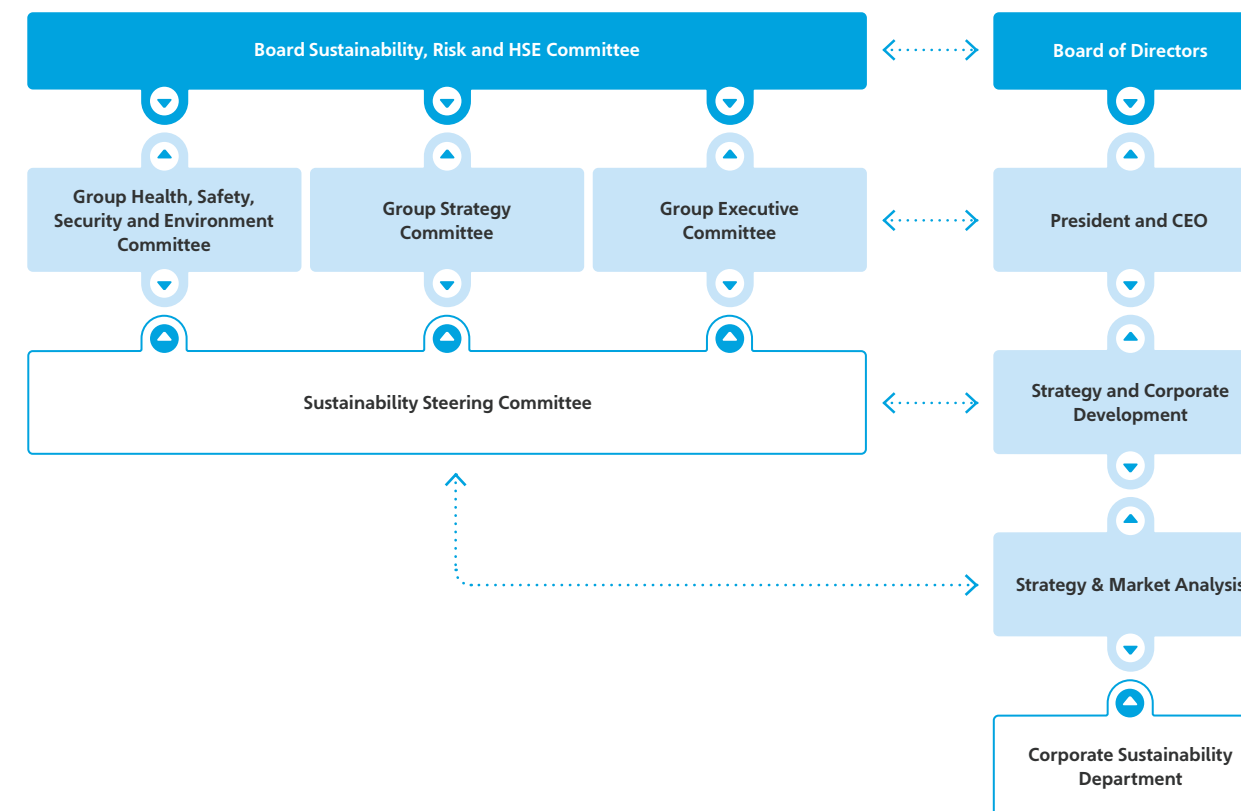 Board Sustainability, Risk and HSE Committee
Board of Directors
Group Health, Safety,
Security and Environment
Committee
Group Strategy
Committee
Group Executive
Committee
President and CEO
Sustainability Steering Committee
Strategy and Corporate
Development
Strategy & Market Analysis
Corporate Sustainability
Department